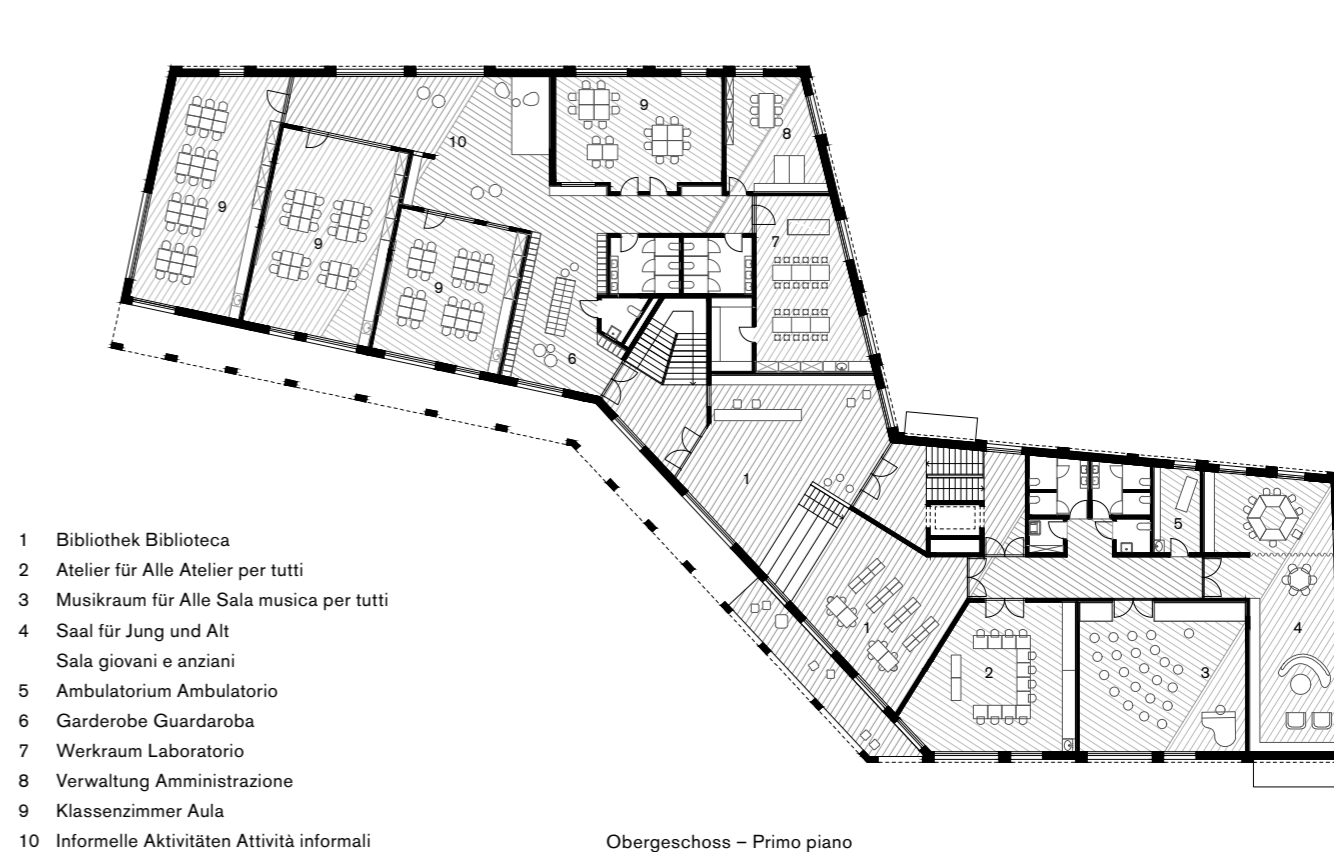 9
8
10
9
7
9
9
6
1
5
1
4
2
3
1 Bibliothek Biblioteca
2 Atelier für Alle Atelier per tutti
3 Musikraum für Alle Sala musica per tutti
4 Saal für Jung und Alt
Sala giovani e anziani
5 Ambulatorium Ambulatorio
6 Garderobe Guardaroba
7 Werkraum Laboratorio
8 Verwaltung Amministrazione
9 Klassenzimmer Aula
10 Informelle Aktivitäten Attività informali
Obergeschoss – Primo piano